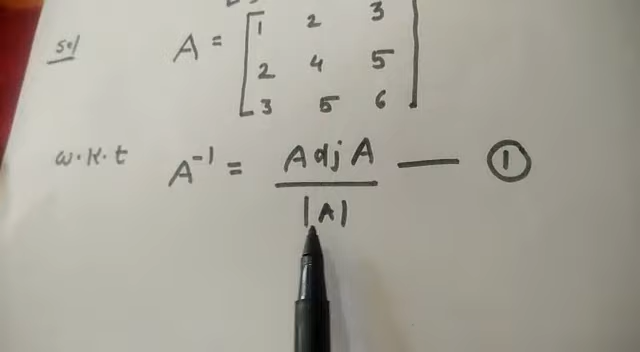 Sol A = [1 2 3
2 4 5
3 5 6]
w.k.t A⁻¹ = Adj A / |A| — ①